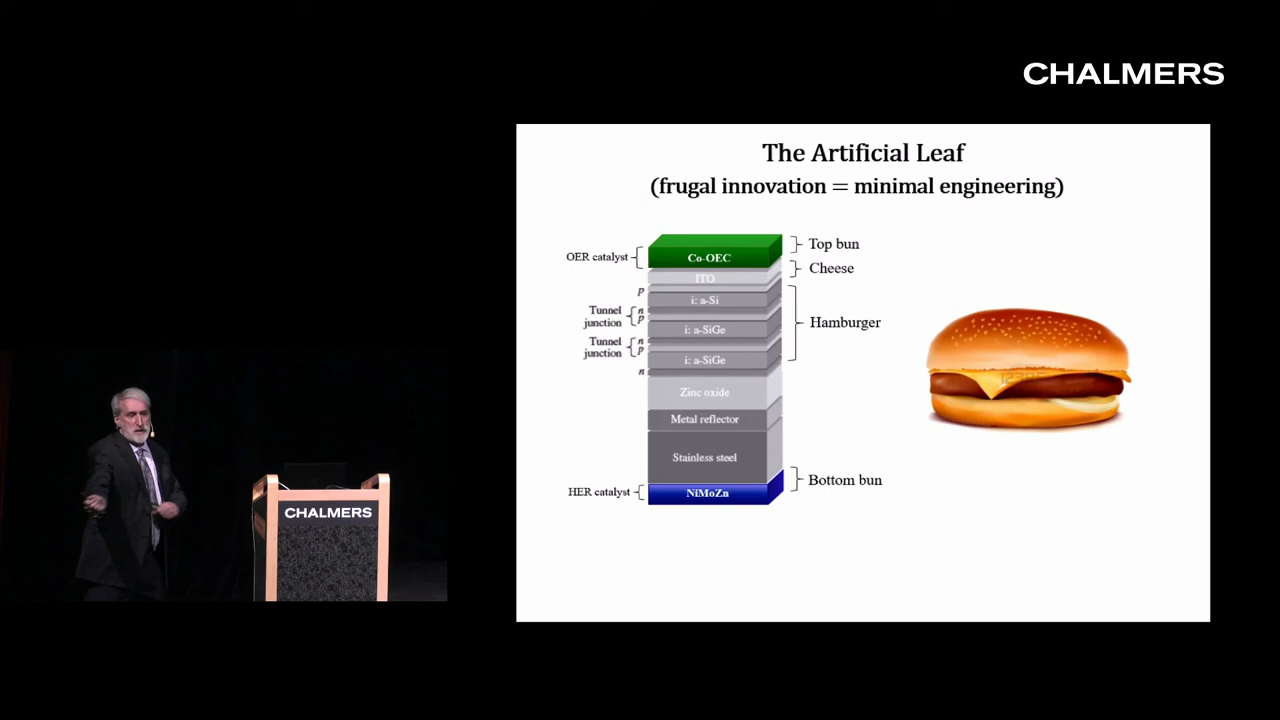 CHALMERS
The Artificial Leaf
(frugal innovation = minimal engineering)
OER catalyst
Co-OEC
Top bun
ITO
Cheese
p
i: a-Si
Tunnel
junction
n
p
i: a-SiGe
Hamburger
Tunnel
junction
n
p
i: a-SiGe
n
Zinc oxide
Metal reflector
Stainless steel
HER catalyst
NiMoZn
Bottom bun
CHALMERS